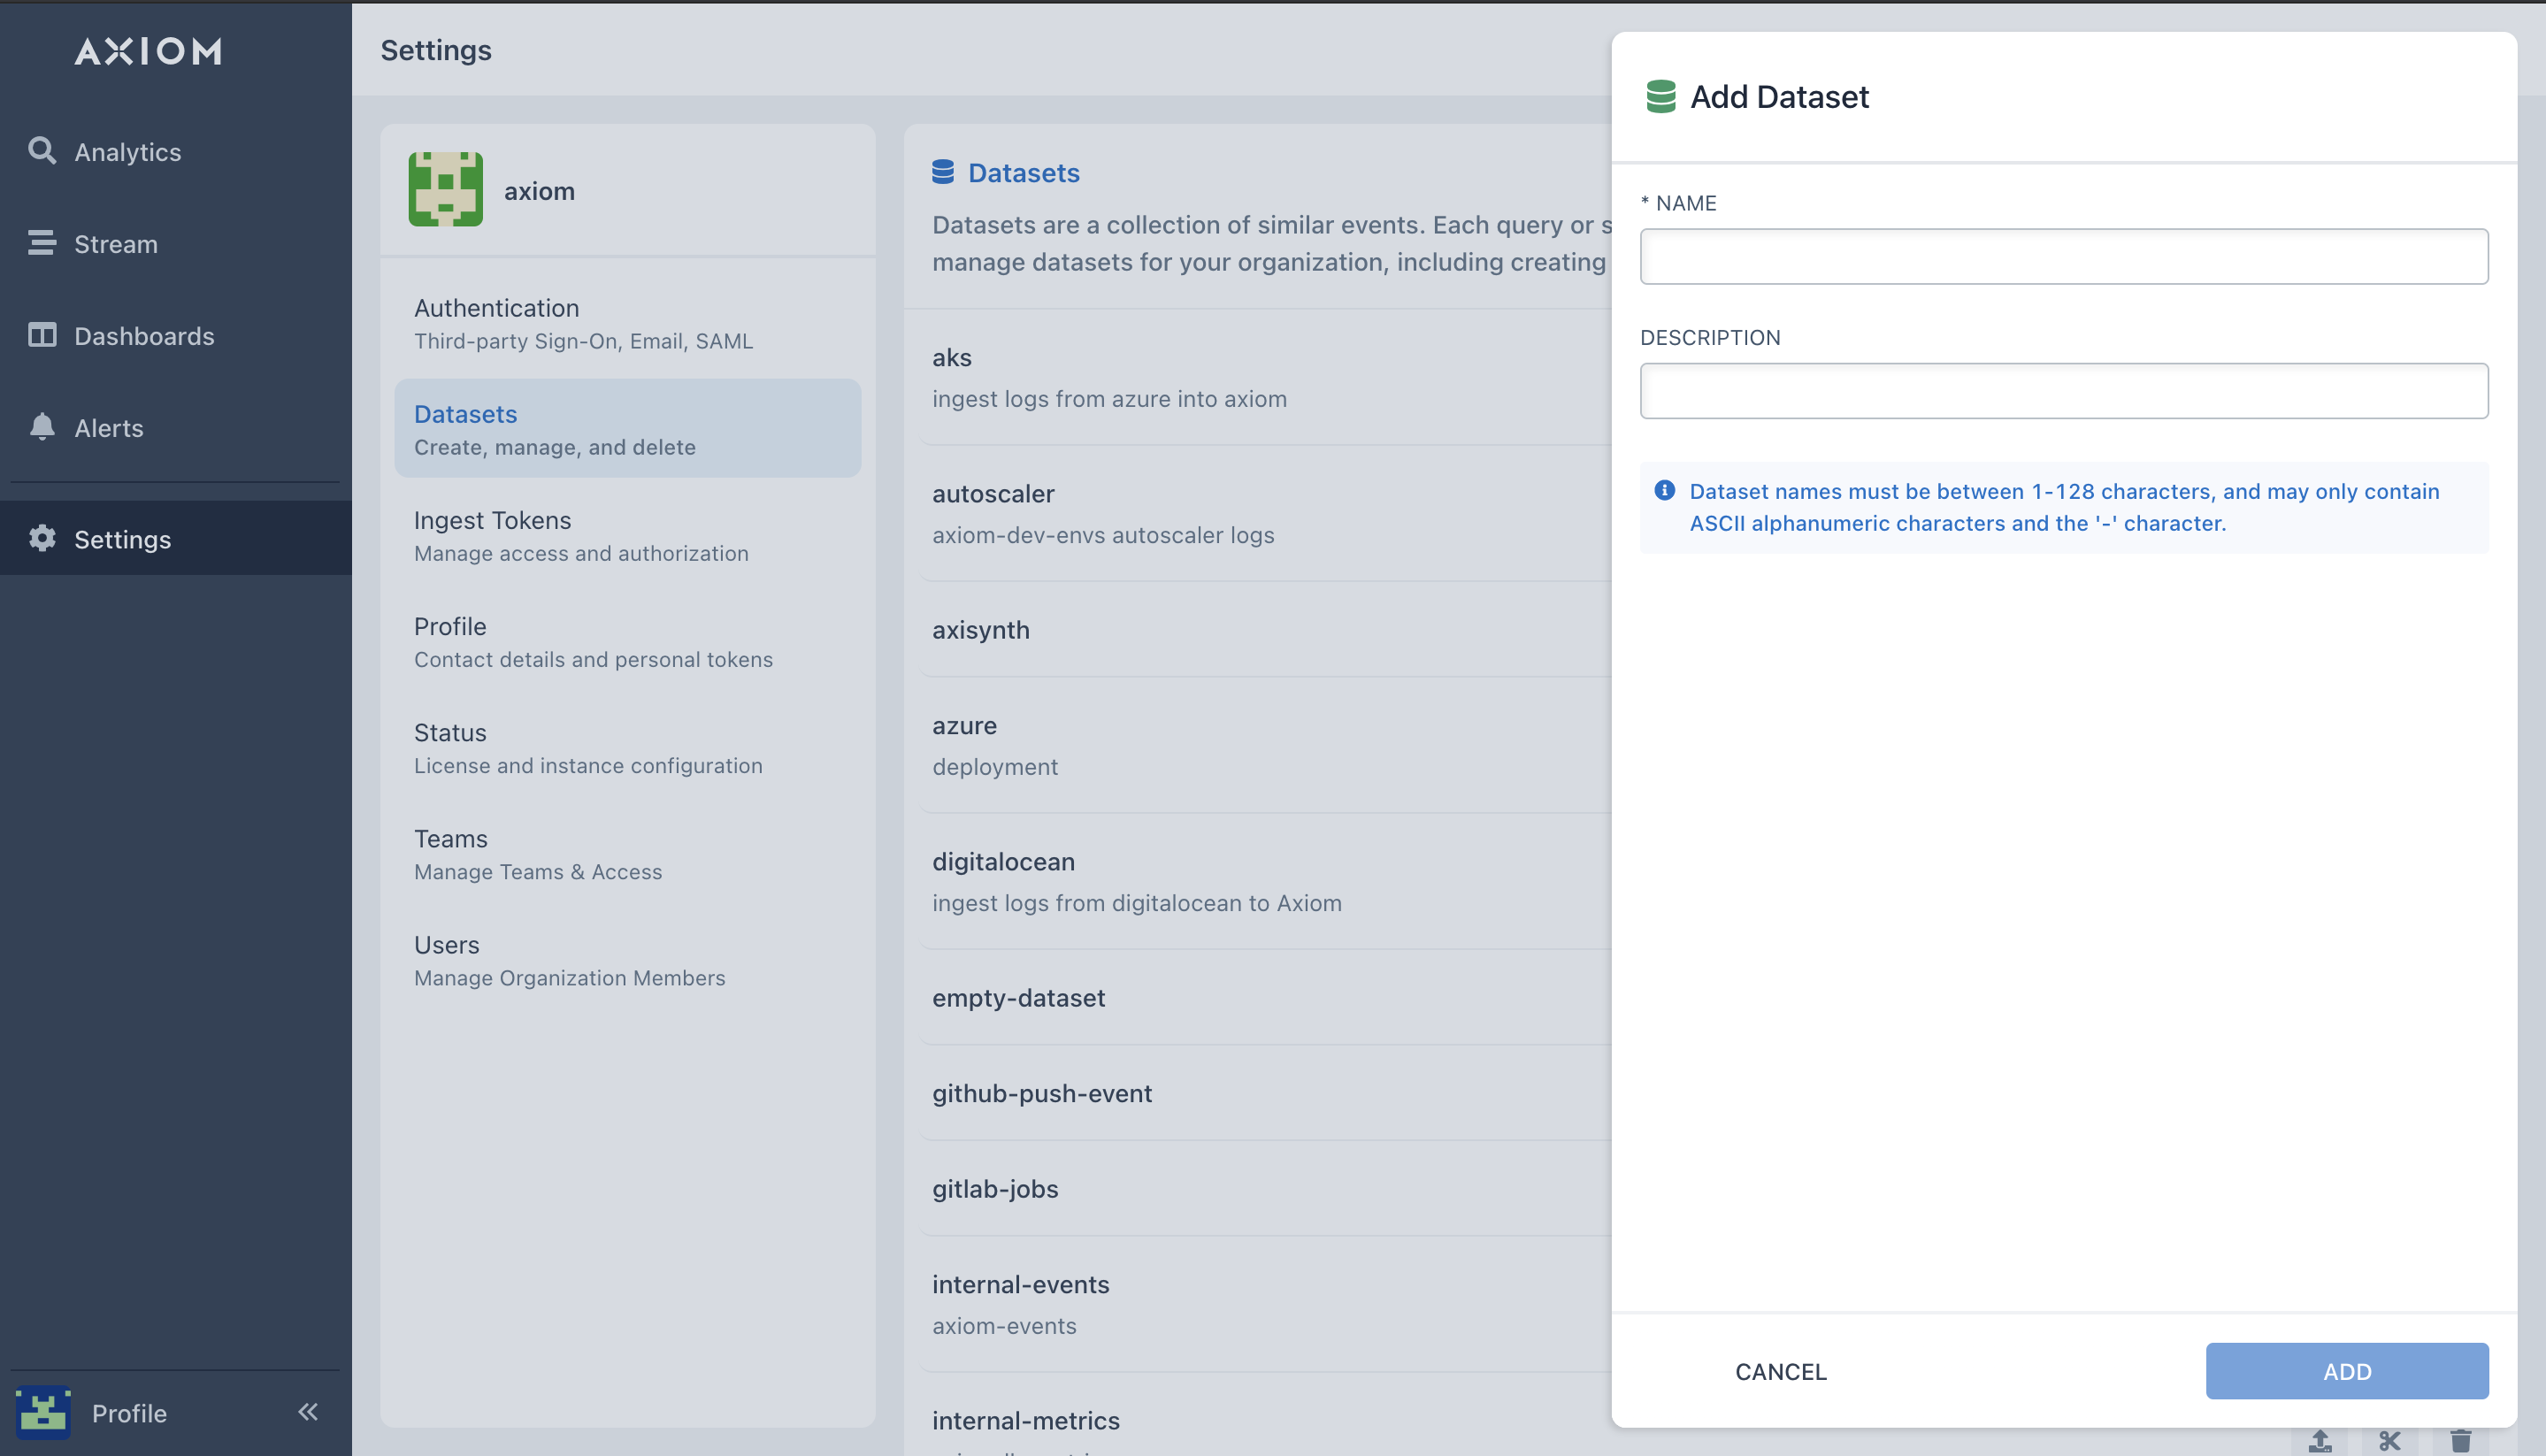 AXIOM
Analytics
Stream
Dashboards
Alerts
Settings
Profile
Settings
axiom
Authentication
Third-party Sign-On, Email, SAML
Datasets
Create, manage, and delete
Ingest Tokens
Manage access and authorization
Profile
Contact details and personal tokens
Status
License and instance configuration
Teams
Manage Teams & Access
Users
Manage Organization Members
Datasets
Datasets are a collection of similar events. Each query or s
manage datasets for your organization, including creating
aks
ingest logs from azure into axiom
autoscaler
axiom-dev-envs autoscaler logs
axisynth
azure
deployment
digitalocean
ingest logs from digitalocean to Axiom
empty-dataset
github-push-event
gitlab-jobs
internal-events
axiom-events
internal-metrics
Add Dataset
* NAME
DESCRIPTION
Dataset names must be between 1-128 characters, and may only contain
ASCII alphanumeric characters and the '-' character.
CANCEL
ADD